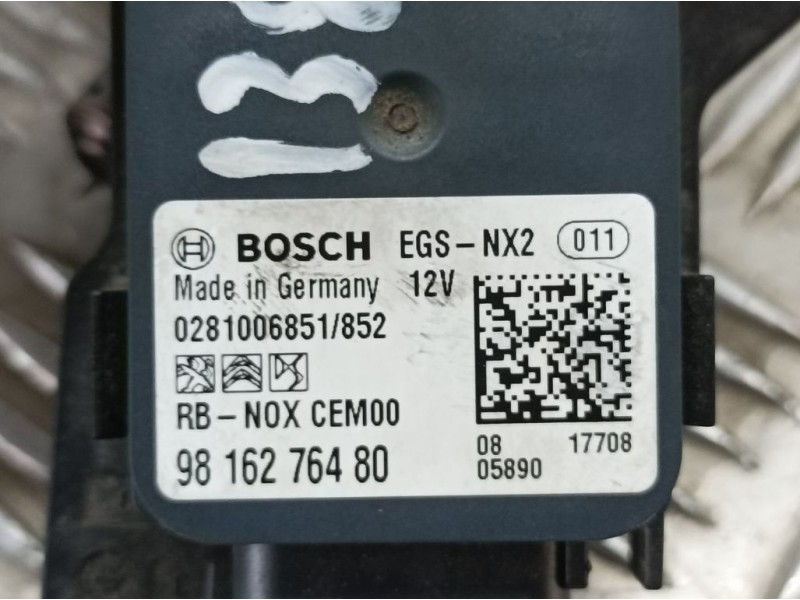 13
BOSCH EGS-NX2 011
Made in Germany 12V
0281006851/852
RB-NOX CEM00
98 162 764 80
08 17708
05890